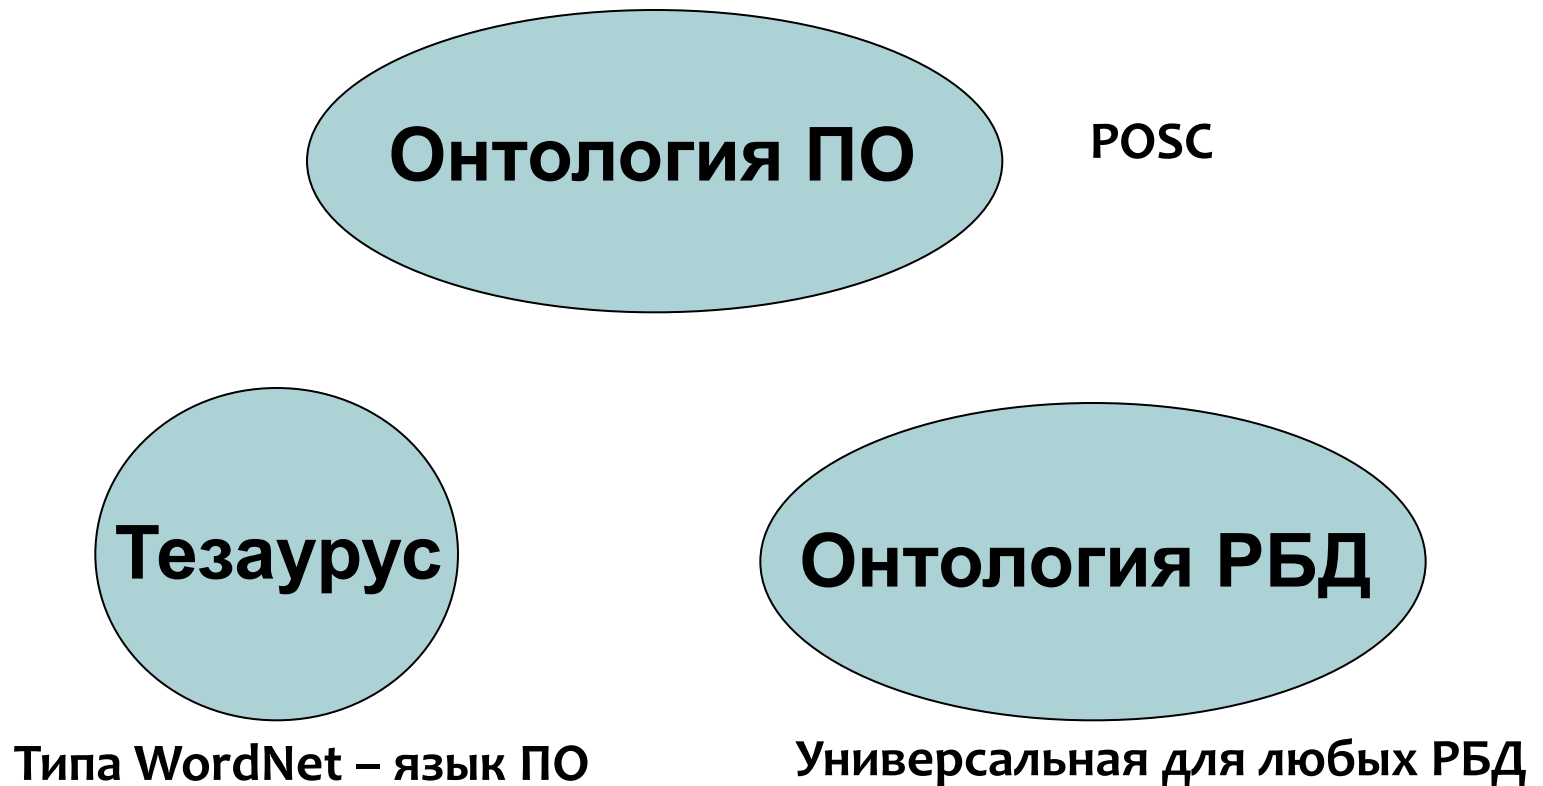 Онтология ПО
POSC
Тезаурус
Онтология РБД
Типа WordNet – язык ПО
Универсальная для любых РБД